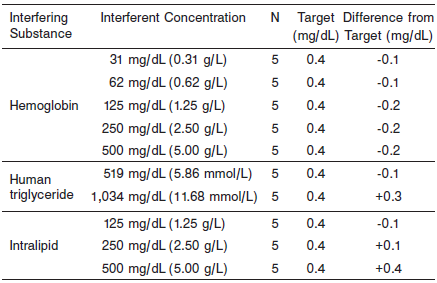 Interfering Substance Interferent Concentration N Target (mg/dL) Difference from Target (mg/dL)
Hemoglobin 31 mg/dL (0.31 g/L) 5 0.4 -0.1
62 mg/dL (0.62 g/L) 5 0.4 -0.1
125 mg/dL (1.25 g/L) 5 0.4 -0.2
250 mg/dL (2.50 g/L) 5 0.4 -0.2
500 mg/dL (5.00 g/L) 5 0.4 -0.2
Human triglyceride 519 mg/dL (5.86 mmol/L) 5 0.4 -0.1
1,034 mg/dL (11.68 mmol/L) 5 0.4 +0.3
Intralipid 125 mg/dL (1.25 g/L) 5 0.4 -0.1
250 mg/dL (2.50 g/L) 5 0.4 +0.1
500 mg/dL (5.00 g/L) 5 0.4 +0.4